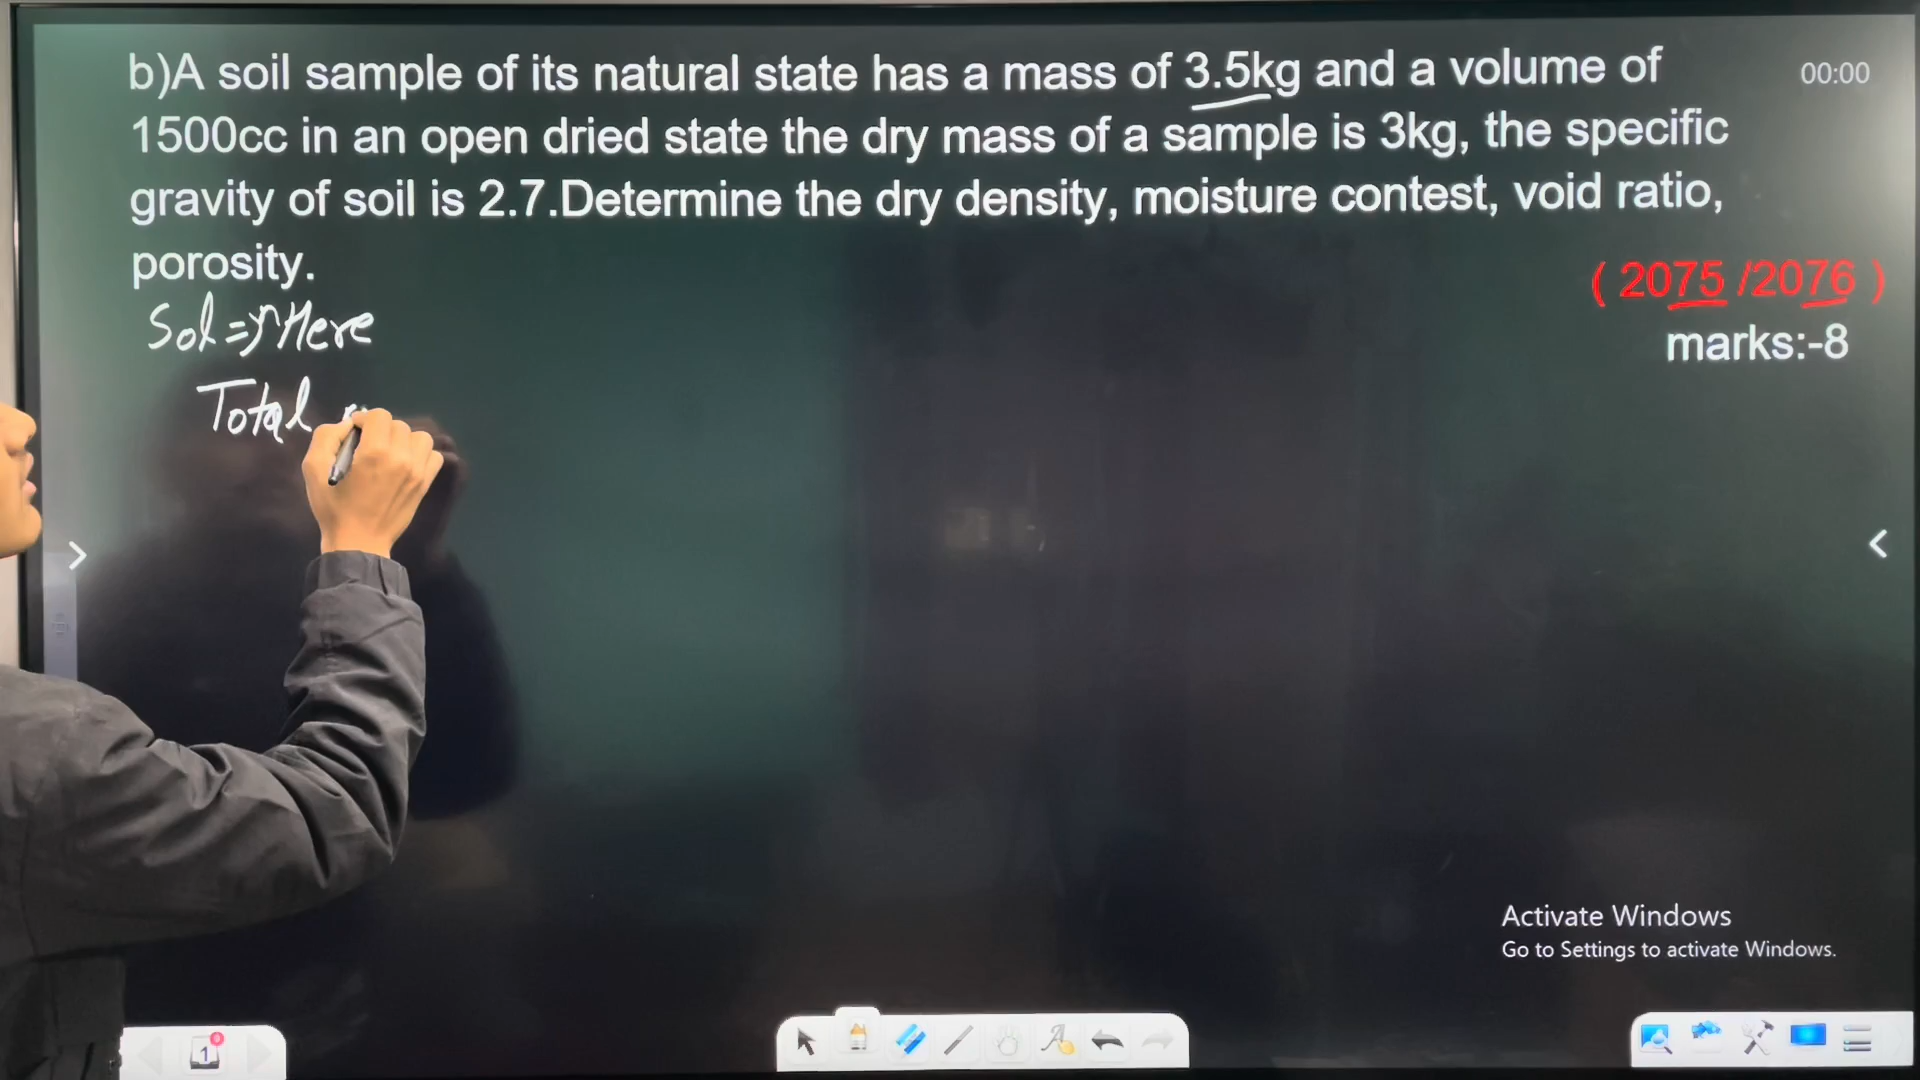 b)A soil sample of its natural state has a mass of 3.5kg and a volume of
00:00
1500cc in an open dried state the dry mass of a sample is 3kg, the specific
gravity of soil is 2.7.Determine the dry density, moisture contest, void ratio,
porosity.
( 2075 /2076 )
marks:-8
Sol=> Here
Total
Activate Windows
Go to Settings to activate Windows.
1